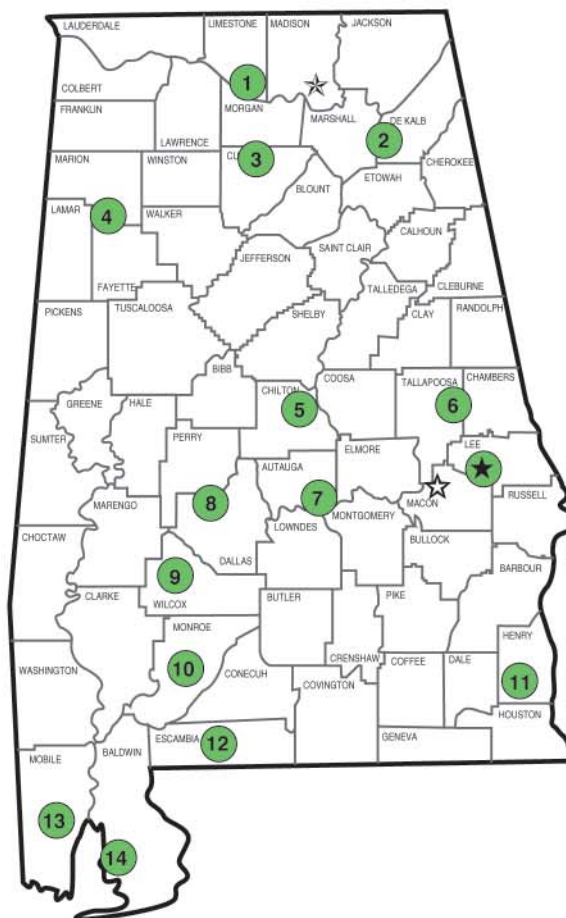 LAUDERDALE
LIMESTONE
MADISON
JACKSON
COLBERT
1
FRANKLIN
MORGAN
MARSHALL
DE KALB
2
LAWRENCE
MARION
WINSTON
3
CHEROKEE
ETOWAH
BLOUNT
LAMAR
4
WALKER
CALHOUN
SAINT CLAIR
JEFFERSON
FAYETTE
TALLEDEGA
CLEBURNE
PICKENS
TUSCALOOSA
SHELBY
CLAY
RANDOLPH
BIBB
COOSA
TALLAPOOSA
CHAMBERS
CHILTON
GREENE
HALE
5
6
SUMTER
PERRY
ELMORE
LEE
AUTAUGA
MARENGO
8
7
MACON
RUSSELL
LOWNDES
MONTGOMERY
CHOCTAW
BULLOCK
DALLAS
BARBOUR
9
CLARKE
WILCOX
BUTLER
PIKE
MONROE
HENRY
WASHINGTON
10
CONECUH
CRENSHAW
COFFEE
DALE
COVINGTON
11
HOUSTON
ESCAMBIA
12
GENEVA
MOBILE
BALDWIN
13
14